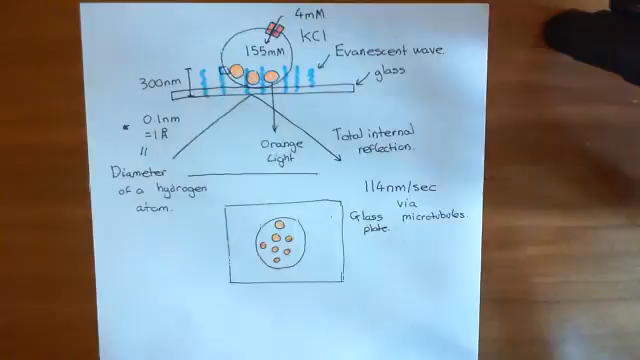 4mM
KCl
155mM
Evanescent wave
glass
300nm
* 0.1nm
= 1Å
"
Diameter
of a hydrogen
atom.
Orange
Light
Total internal
reflection.
114nm/sec
via
microtubules.
Glass
plate.